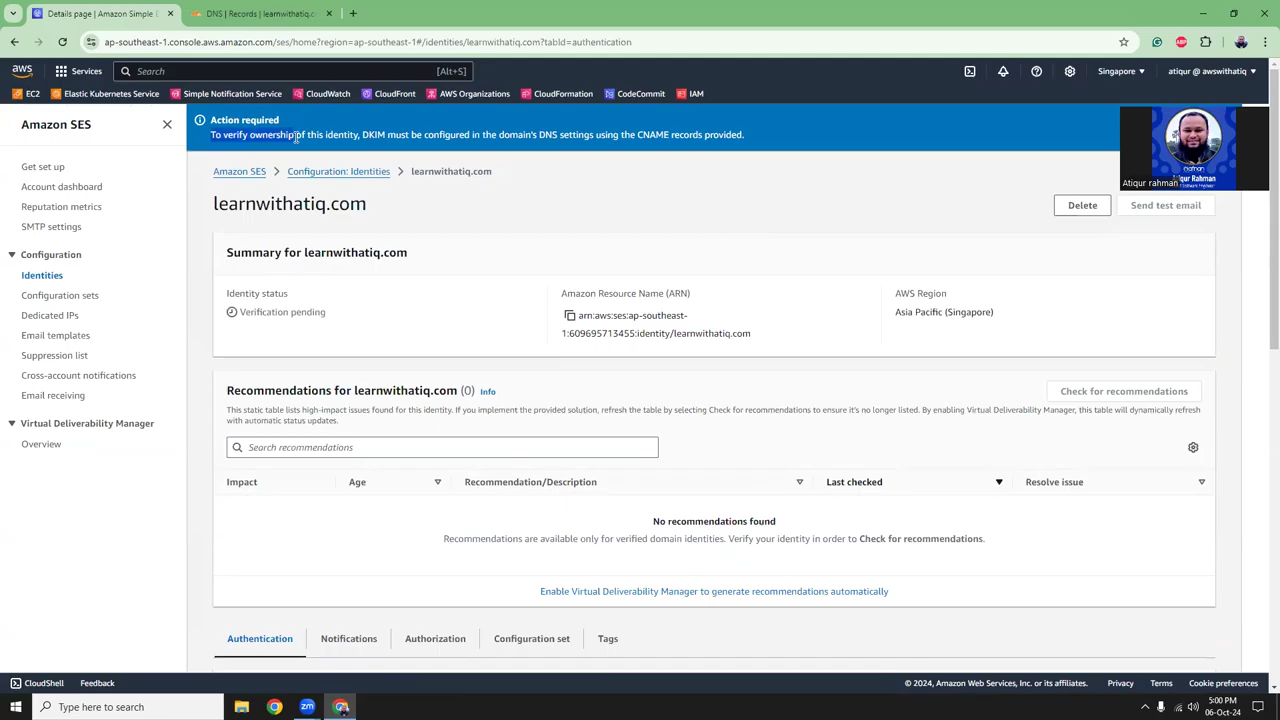 Details page | Amazon Simple E
DNS | Records | learnwithatiq.c
ap-southeast-1.console.aws.amazon.com/ses/home?region=ap-southeast-1#/identities/learnwithatiq.com?tabId=authentication
aws
Services
Search
[Alt+S]
Singapore
atiqur @ awswithatiq
EC2
Elastic Kubernetes Service
Simple Notification Service
CloudWatch
CloudFront
AWS Organizations
CloudFormation
CodeCommit
IAM
Amazon SES
Get set up
Account dashboard
Reputation metrics
SMTP settings
Configuration
Identities
Configuration sets
Dedicated IPs
Email templates
Suppression list
Cross-account notifications
Email receiving
Virtual Deliverability Manager
Overview
Action required
To verify ownership of this identity, DKIM must be configured in the domain's DNS settings using the CNAME records provided.
Atiqur Rahman
Atiqur rahman
Amazon SES
Configuration: Identities
learnwithatiq.com
learnwithatiq.com
Delete
Send test email
Summary for learnwithatiq.com
Identity status
Verification pending
Amazon Resource Name (ARN)
arn:aws:ses:ap-southeast-
1:609695713455:identity/learnwithatiq.com
AWS Region
Asia Pacific (Singapore)
Recommendations for learnwithatiq.com (0) Info
Check for recommendations
This static table lists high-impact issues found for this identity. If you implement the provided solution, refresh the table by selecting Check for recommendations to ensure it's no longer listed. By enabling Virtual Deliverability Manager, this table will dynamically refresh
with automatic status updates.
Search recommendations
Impact
Age
Recommendation/Description
Last checked
Resolve issue
No recommendations found
Recommendations are available only for verified domain identities. Verify your identity in order to Check for recommendations.
Enable Virtual Deliverability Manager to generate recommendations automatically
Authentication
Notifications
Authorization
Configuration set
Tags
CloudShell
Feedback
© 2024, Amazon Web Services, Inc. or its affiliates.
Privacy
Terms
Cookie preferences
Type here to search
zm
5:00 PM
06-Oct-24